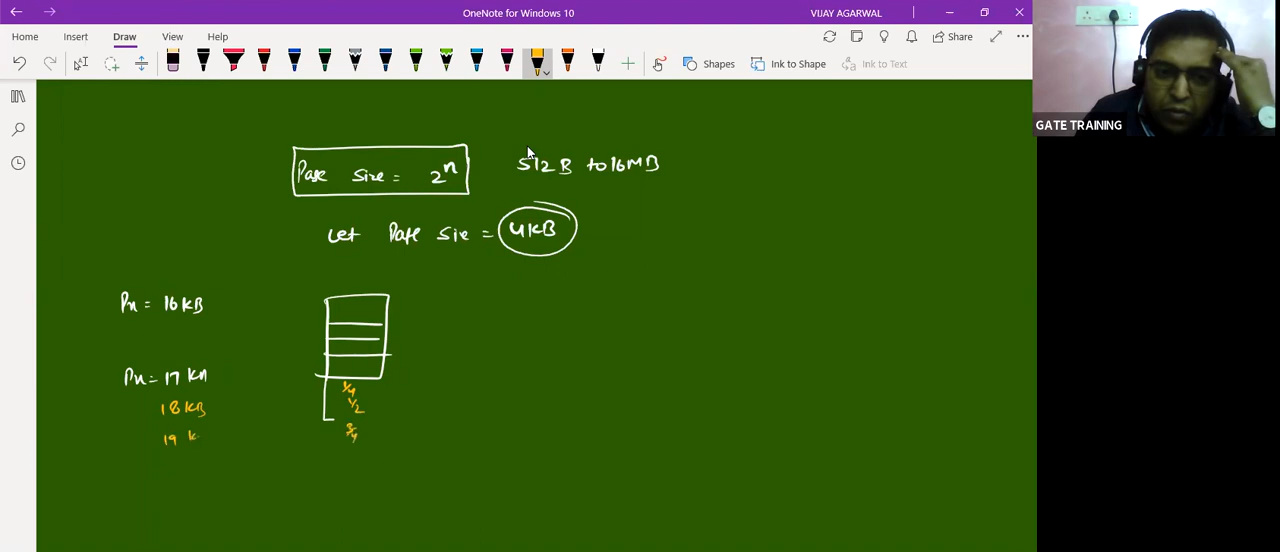 OneNote for Windows 10
VIJAY AGARWAL
Home Insert Draw View Help
Share
Shapes
Ink to Shape
Ink to Text
GATE TRAINING
Page Size = 2^n
512 B to 16 MB
Let Page Size = 4KB
Pn = 16 KB
Pn = 17 KB
18 KB
19 K
1/4
1/2
3/4